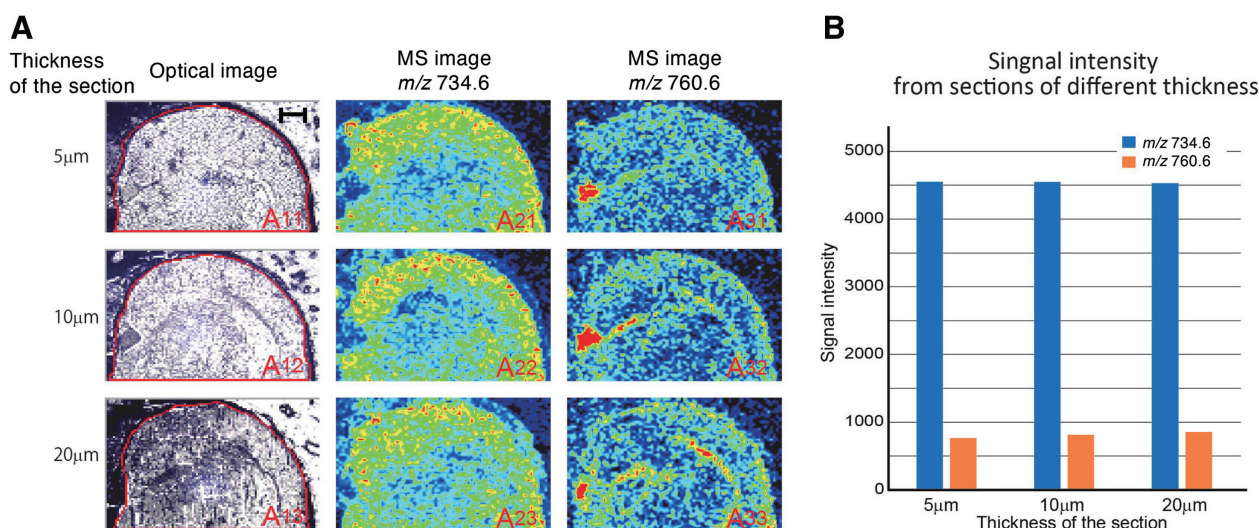 A
Thickness
of the section
Optical image
MS image
m/z 734.6
MS image
m/z 760.6
5μm
A11
A21
A31
10μm
A12
A22
A32
20μm
A13
A23
A33
B
Singnal intensity
from sections of different thickness
m/z 734.6
m/z 760.6
Signal intensity
5000
4000
3000
2000
1000
0
5μm
10μm
20μm
Thickness of the section